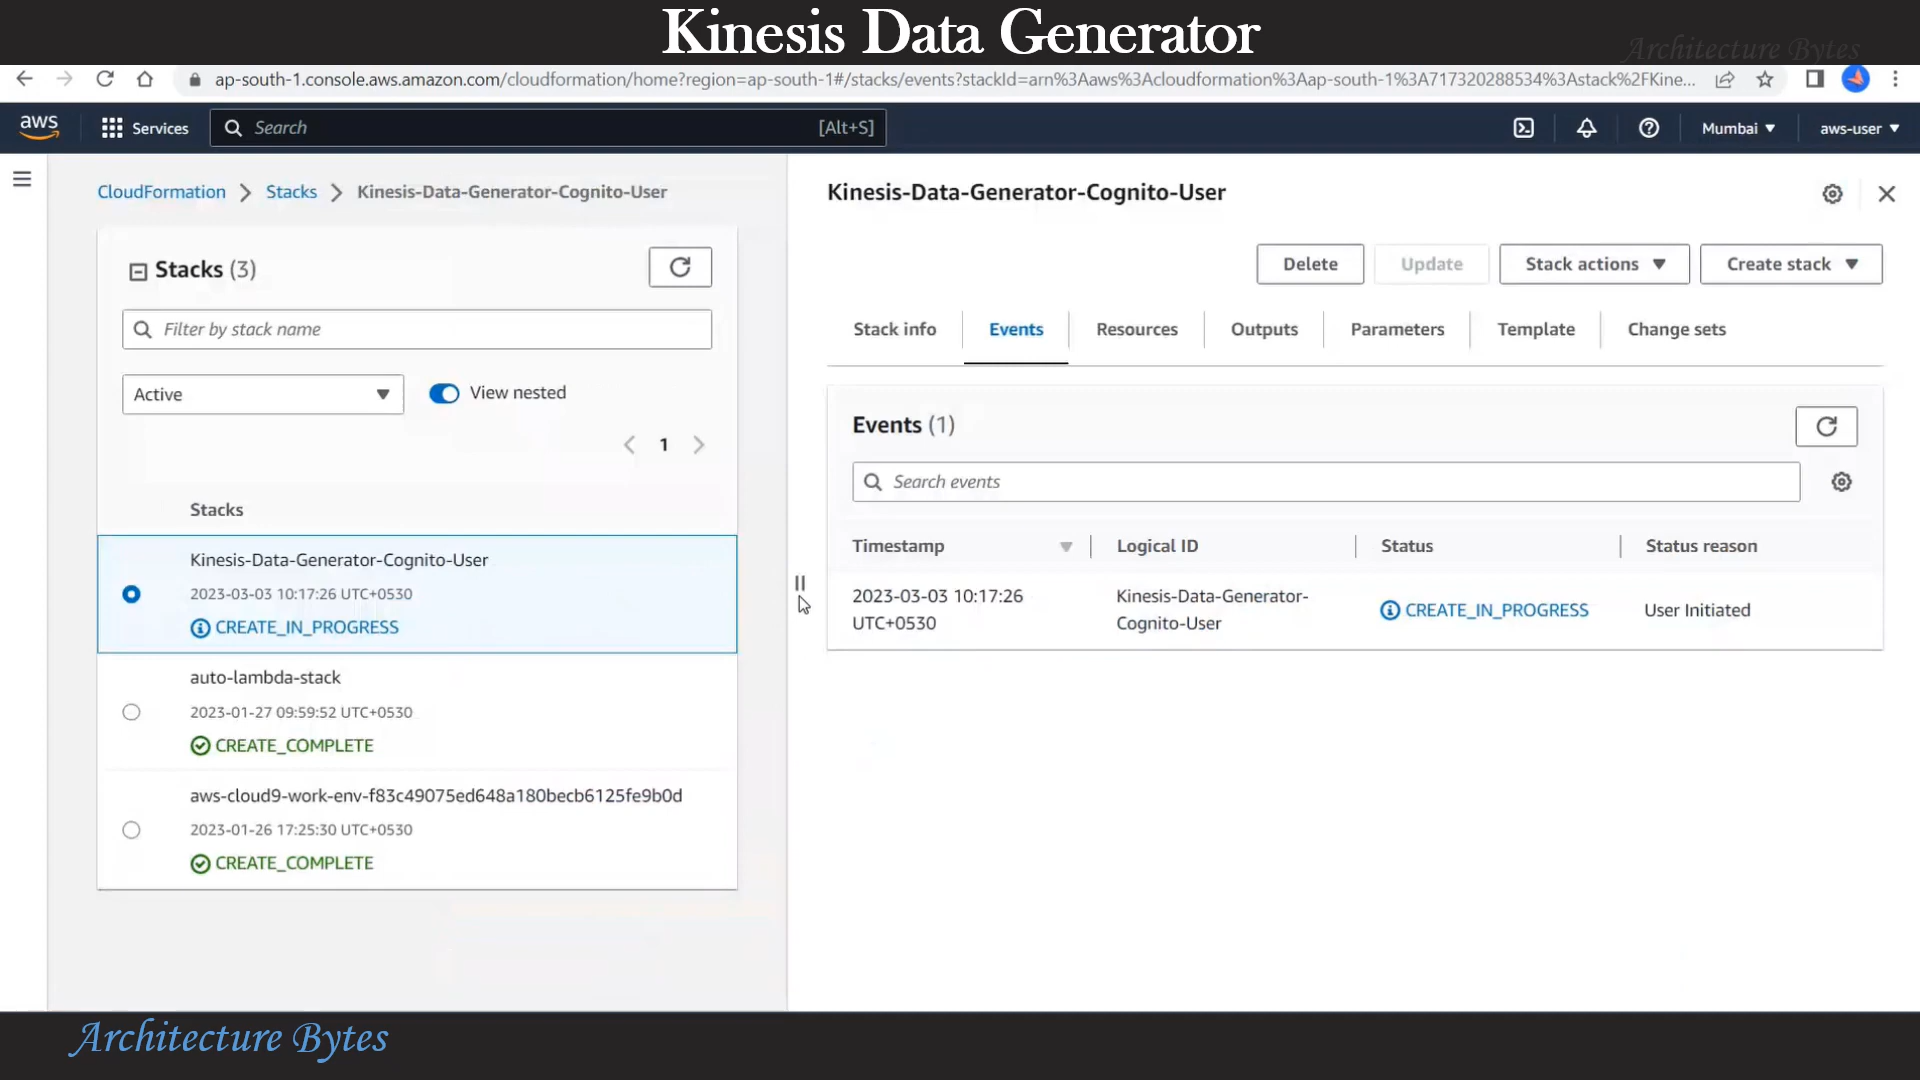 Kinesis Data Generator
Architecture Bytes
ap-south-1.console.aws.amazon.com/cloudformation/home?region=ap-south-1#/stacks/events?stackId=arn%3Aaws%3Acloudformation%3Aap-south-1%3A717320288534%3Astack%2FKine...
aws Services Search [Alt+S] Mumbai aws-user
CloudFormation Stacks Kinesis-Data-Generator-Cognito-User
Stacks (3)
Filter by stack name
Active View nested
1
Stacks
Kinesis-Data-Generator-Cognito-User
2023-03-03 10:17:26 UTC+0530
CREATE_IN_PROGRESS
auto-lambda-stack
2023-01-27 09:59:52 UTC+0530
CREATE_COMPLETE
aws-cloud9-work-env-f83c49075ed648a180becb6125fe9b0d
2023-01-26 17:25:30 UTC+0530
CREATE_COMPLETE
Kinesis-Data-Generator-Cognito-User
Delete Update Stack actions Create stack
Stack info Events Resources Outputs Parameters Template Change sets
Events (1)
Search events
Timestamp Logical ID Status Status reason
2023-03-03 10:17:26 Kinesis-Data-Generator- CREATE_IN_PROGRESS User Initiated
UTC+0530 Cognito-User
Architecture Bytes